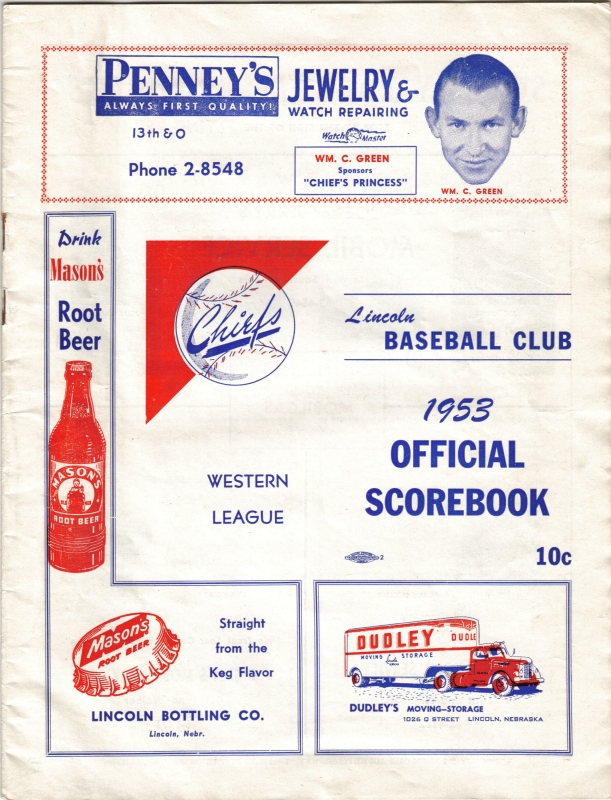 PENNEY'S
ALWAYS FIRST QUALITY!
13th & O
Phone 2-8548
JEWELRY &
WATCH REPAIRING
Watch Master
WM. C. GREEN
Sponsors
"CHIEF'S PRINCESS"
WM. C. GREEN
Drink
Mason's
Root
Beer
MASON'S
ROOT BEER
Chiefs
Lincoln
BASEBALL CLUB
1953
OFFICIAL
SCOREBOOK
WESTERN
LEAGUE
2
10c
Mason's
ROOT BEER
Straight
from the
Keg Flavor
LINCOLN BOTTLING CO.
Lincoln, Nebr.
DUDLEY
DUDLE
MOVING STORAGE
DUDLEY'S MOVING—STORAGE
1026 Q STREET LINCOLN, NEBRASKA